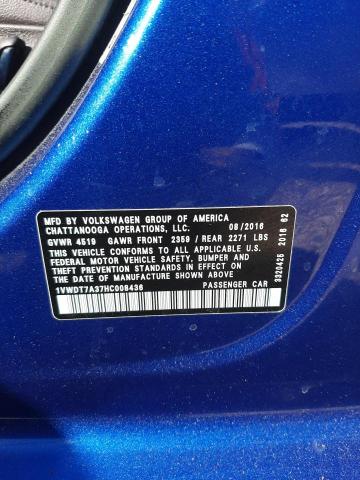 MFD BY VOLKSWAGEN GROUP OF AMERICA
CHATTANOOGA OPERATIONS, LLC. 08/2016
GVWR 4519 GAWR FRONT 2359 / REAR 2271 LBS
THIS VEHICLE CONFORMS TO ALL APPLICABLE U.S.
FEDERAL MOTOR VEHICLE SAFETY, BUMPER, AND
THEFT PREVENTION STANDARDS IN EFFECT ON
THE DATE OF MANUFACTURE SHOWN ABOVE
1VWDT7A37HC008436 PASSENGER CAR
3320425 2016 62